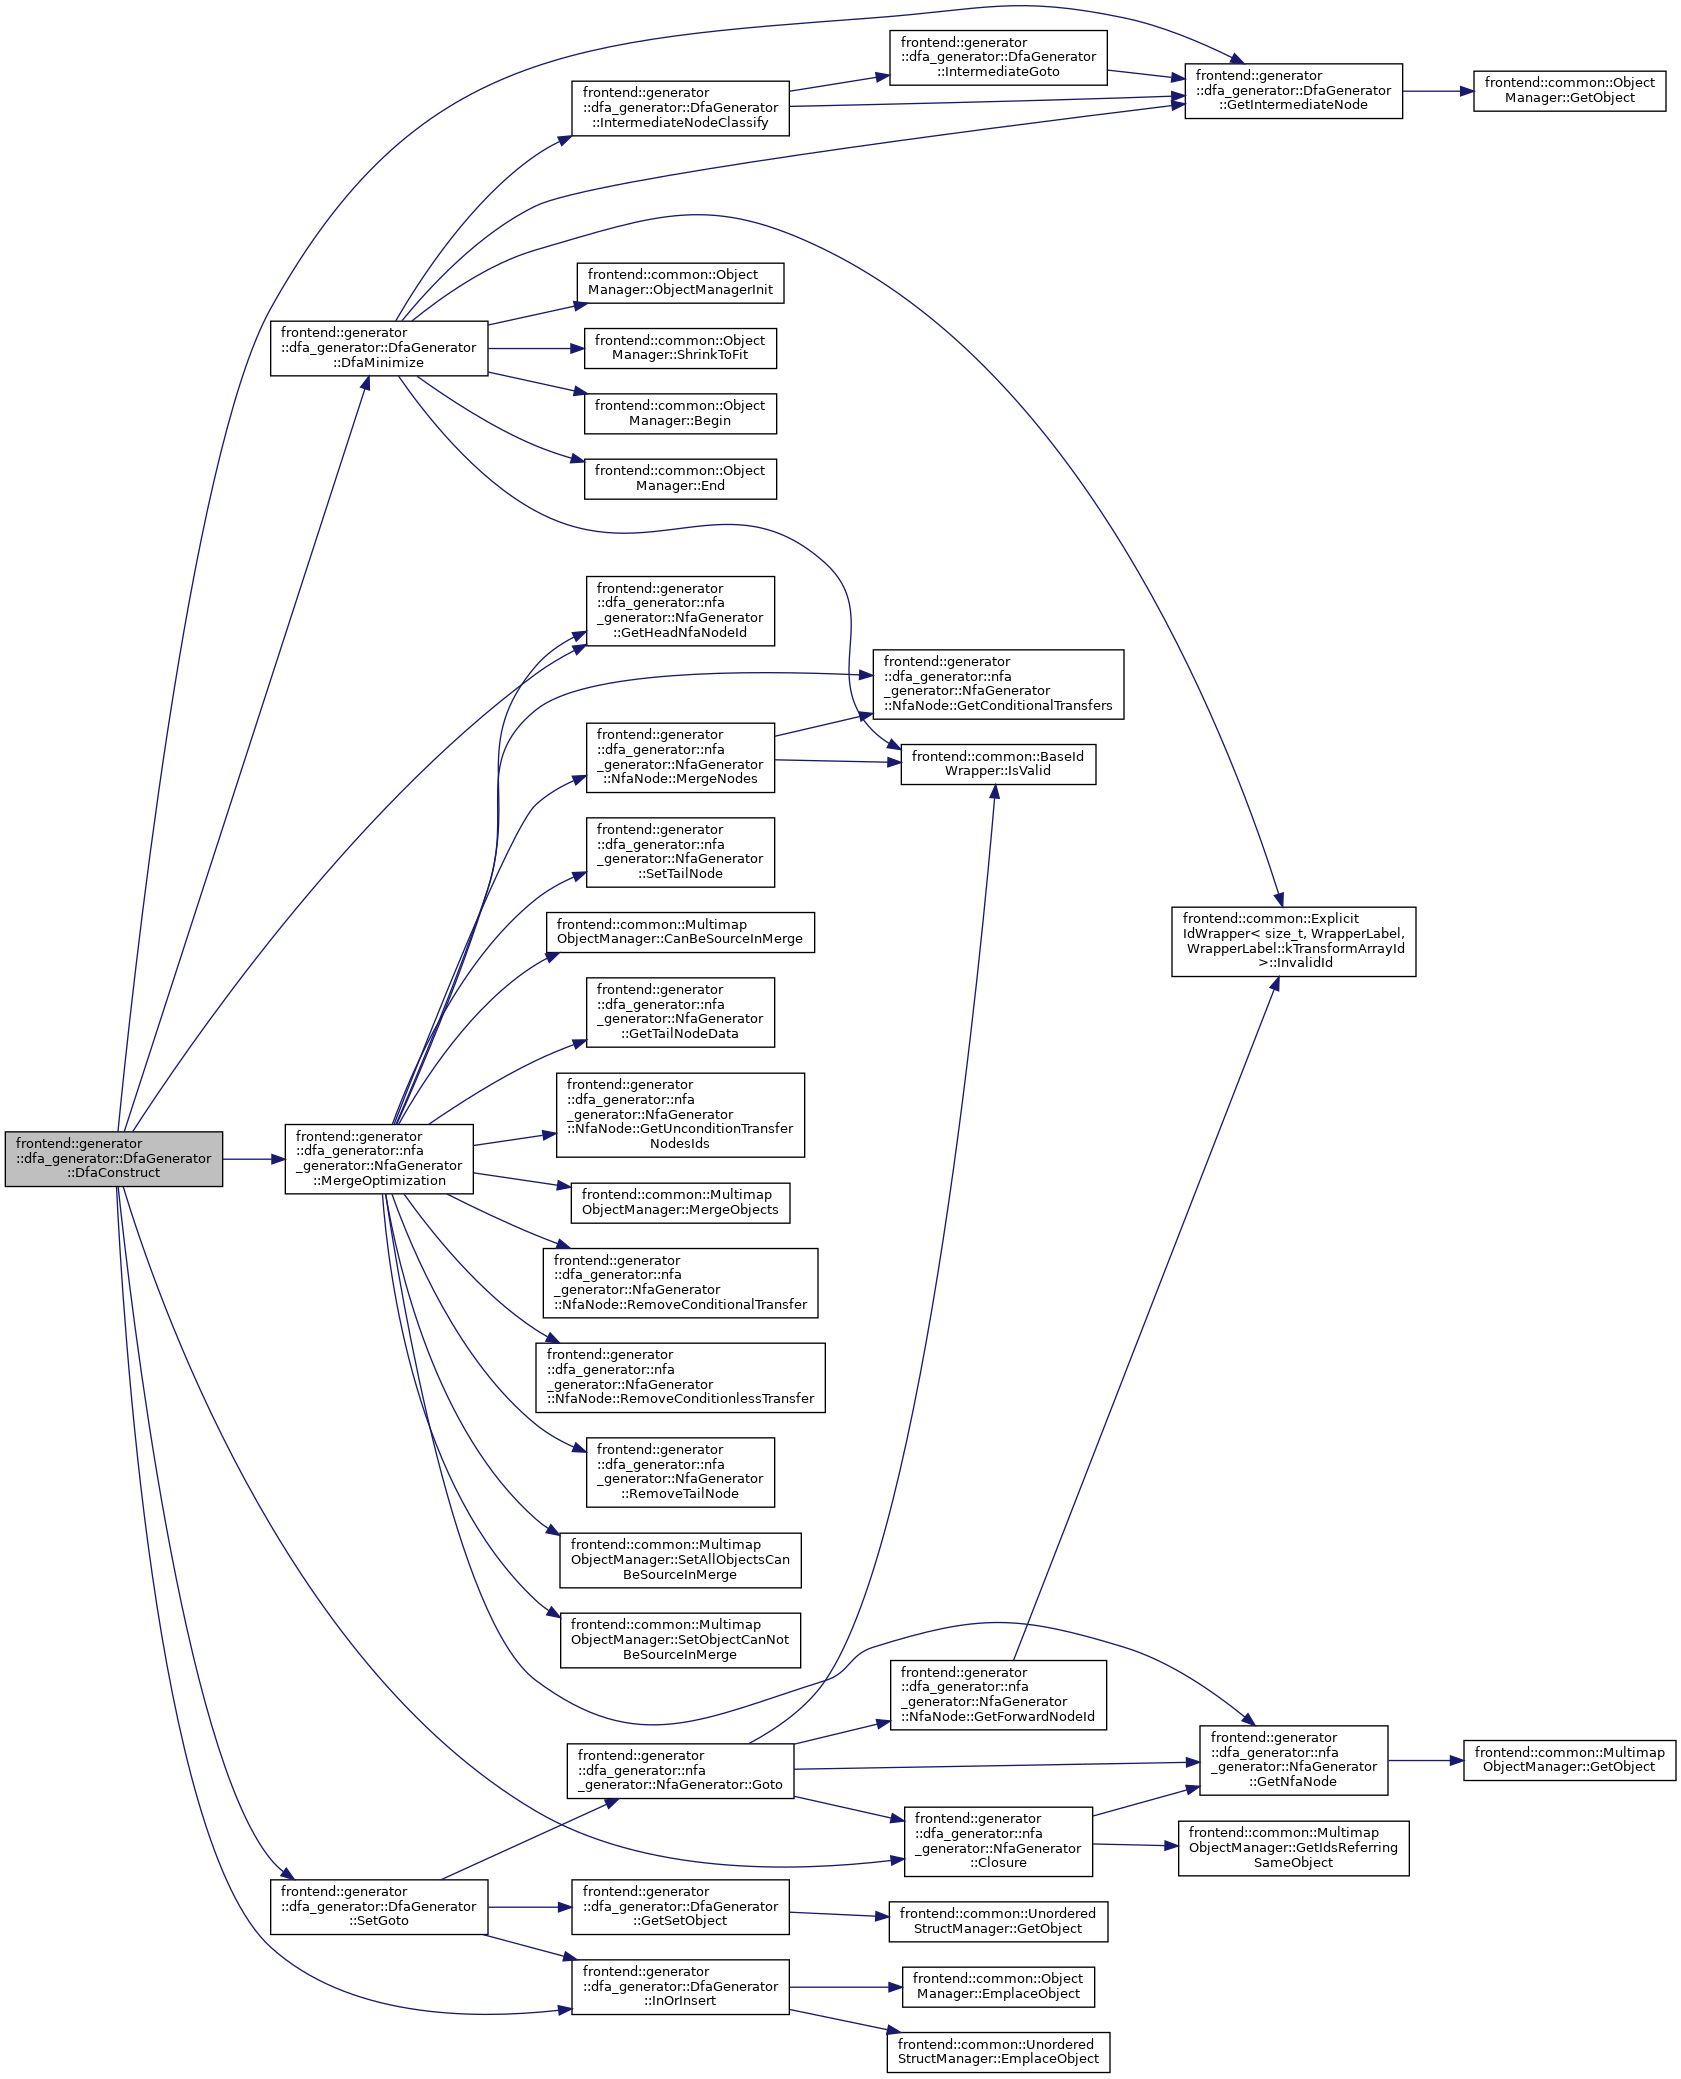 frontend::generator
::dfa_generator::DfaGenerator
::DfaConstruct
frontend::generator
::dfa_generator::DfaGenerator
::DfaMinimize
frontend::generator
::dfa_generator::DfaGenerator
::IntermediateNodeClassify
frontend::generator
::dfa_generator::DfaGenerator
::IntermediateGoto
frontend::generator
::dfa_generator::DfaGenerator
::GetIntermediateNode
frontend::common::Object
Manager::GetObject
frontend::common::Object
Manager::ObjectManagerInit
frontend::common::Object
Manager::ShrinkToFit
frontend::common::Object
Manager::Begin
frontend::common::Object
Manager::End
frontend::generator
::dfa_generator::nfa
_generator::NfaGenerator
::GetHeadNfaNodeId
frontend::generator
::dfa_generator::nfa
_generator::NfaGenerator
::NfaNode::GetConditionalTransfers
frontend::generator
::dfa_generator::nfa
_generator::NfaGenerator
::NfaNode::MergeNodes
frontend::common::BaseId
Wrapper::IsValid
frontend::generator
::dfa_generator::nfa
_generator::NfaGenerator
::SetTailNode
frontend::common::Multimap
ObjectManager::CanBeSourceInMerge
frontend::common::Explicit
IdWrapper< size_t, WrapperLabel,
WrapperLabel::kTransformArrayId
>::InvalidId
frontend::generator
::dfa_generator::nfa
_generator::NfaGenerator
::GetTailNodeData
frontend::generator
::dfa_generator::nfa
_generator::NfaGenerator
::NfaNode::GetUnconditionTransfer
NodesIds
frontend::generator
::dfa_generator::nfa
_generator::NfaGenerator
::MergeOptimization
frontend::common::Multimap
ObjectManager::MergeObjects
frontend::generator
::dfa_generator::nfa
_generator::NfaGenerator
::NfaNode::RemoveConditionalTransfer
frontend::generator
::dfa_generator::nfa
_generator::NfaGenerator
::NfaNode::RemoveConditionlessTransfer
frontend::generator
::dfa_generator::nfa
_generator::NfaGenerator
::RemoveTailNode
frontend::common::Multimap
ObjectManager::SetAllObjectsCan
BeSourceInMerge
frontend::common::Multimap
ObjectManager::SetObjectCanNot
BeSourceInMerge
frontend::generator
::dfa_generator::nfa
_generator::NfaGenerator
::NfaNode::GetForwardNodeId
frontend::generator
::dfa_generator::nfa
_generator::NfaGenerator::Goto
frontend::generator
::dfa_generator::nfa
_generator::NfaGenerator
::GetNfaNode
frontend::common::Multimap
ObjectManager::GetObject
frontend::generator
::dfa_generator::nfa
_generator::NfaGenerator
::Closure
frontend::common::Multimap
ObjectManager::GetIdsReferring
SameObject
frontend::generator
::dfa_generator::DfaGenerator
::SetGoto
frontend::generator
::dfa_generator::DfaGenerator
::GetSetObject
frontend::common::Unordered
StructManager::GetObject
frontend::generator
::dfa_generator::DfaGenerator
::InOrInsert
frontend::common::Object
Manager::EmplaceObject
frontend::common::Unordered
StructManager::EmplaceObject